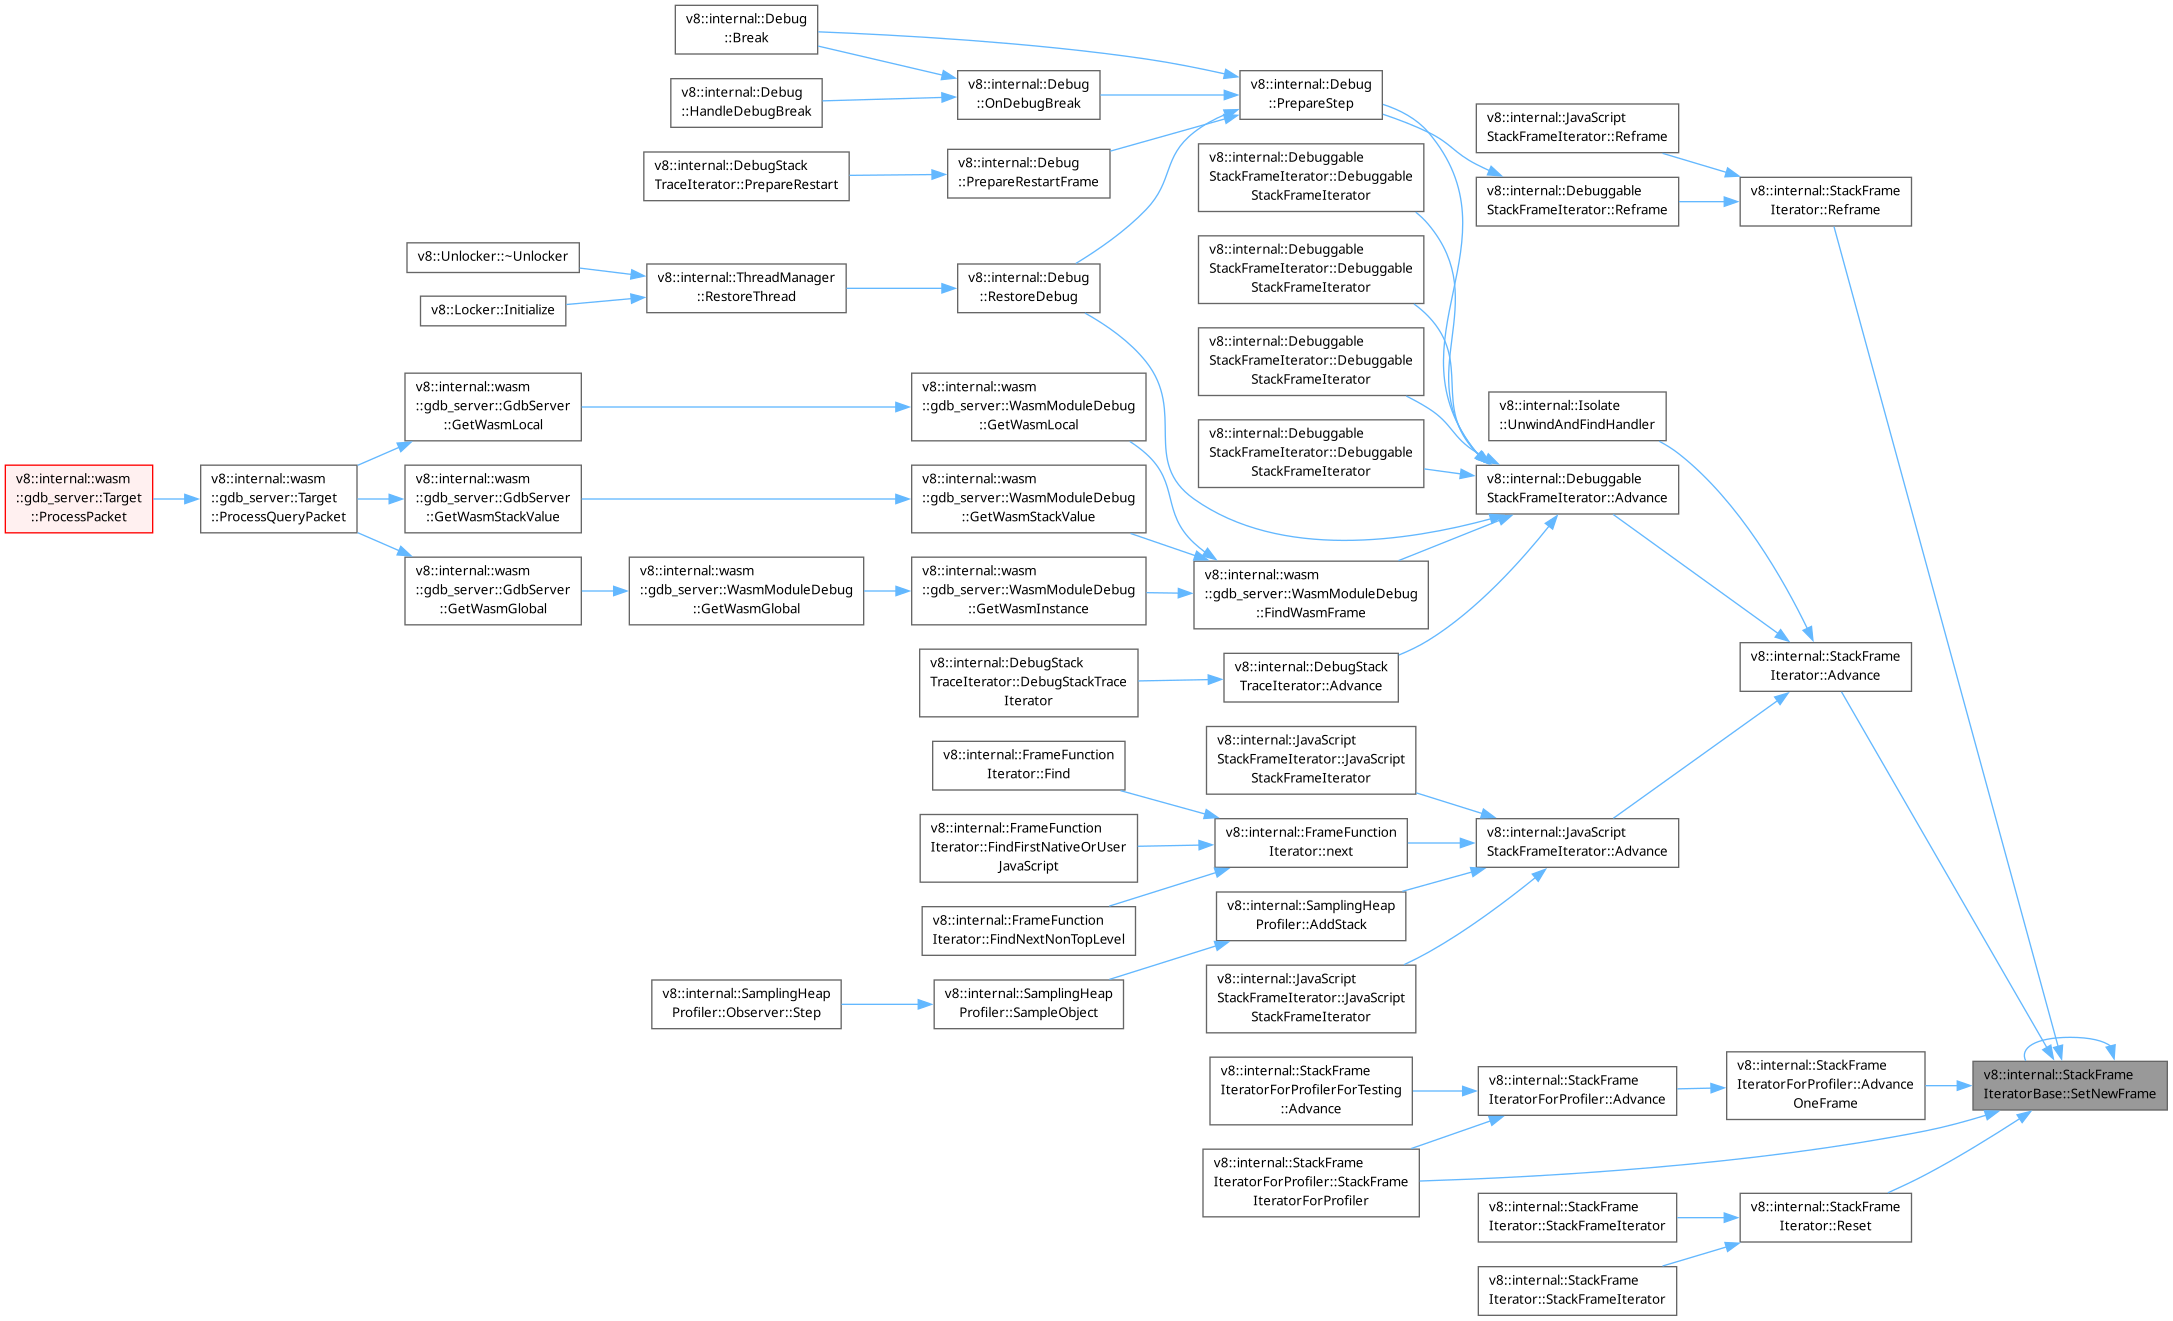 v8::internal::Debug
::Break
v8::internal::Debug
::HandleDebugBreak
v8::internal::Debug
::OnDebugBreak
v8::internal::Debug
::PrepareStep
v8::internal::DebugStack
TraceIterator::PrepareRestart
v8::internal::Debug
::PrepareRestartFrame
v8::internal::JavaScript
StackFrameIterator::Reframe
v8::internal::Debuggable
StackFrameIterator::Reframe
v8::internal::StackFrame
Iterator::Reframe
v8::internal::Debuggable
StackFrameIterator::Debuggable
StackFrameIterator
v8::internal::Debuggable
StackFrameIterator::Debuggable
StackFrameIterator
v8::internal::Debuggable
StackFrameIterator::Debuggable
StackFrameIterator
v8::internal::Debuggable
StackFrameIterator::Debuggable
StackFrameIterator
v8::Unlocker::~Unlocker
v8::Locker::Initialize
v8::internal::ThreadManager
::RestoreThread
v8::internal::Debug
::RestoreDebug
v8::internal::Isolate
::UnwindAndFindHandler
v8::internal::Debuggable
StackFrameIterator::Advance
v8::internal::wasm
::gdb_server::GdbServer
::GetWasmLocal
v8::internal::wasm
::gdb_server::WasmModuleDebug
::GetWasmLocal
v8::internal::wasm
::gdb_server::Target
::ProcessPacket
v8::internal::wasm
::gdb_server::Target
::ProcessQueryPacket
v8::internal::wasm
::gdb_server::GdbServer
::GetWasmStackValue
v8::internal::wasm
::gdb_server::WasmModuleDebug
::GetWasmStackValue
v8::internal::wasm
::gdb_server::GdbServer
::GetWasmGlobal
v8::internal::wasm
::gdb_server::WasmModuleDebug
::GetWasmGlobal
v8::internal::wasm
::gdb_server::WasmModuleDebug
::GetWasmInstance
v8::internal::wasm
::gdb_server::WasmModuleDebug
::FindWasmFrame
v8::internal::DebugStack
TraceIterator::DebugStackTrace
Iterator
v8::internal::DebugStack
TraceIterator::Advance
v8::internal::StackFrame
Iterator::Advance
v8::internal::FrameFunction
Iterator::Find
v8::internal::JavaScript
StackFrameIterator::JavaScript
StackFrameIterator
v8::internal::FrameFunction
Iterator::FindFirstNativeOrUser
JavaScript
v8::internal::FrameFunction
Iterator::next
v8::internal::JavaScript
StackFrameIterator::Advance
v8::internal::FrameFunction
Iterator::FindNextNonTopLevel
v8::internal::SamplingHeap
Profiler::AddStack
v8::internal::SamplingHeap
Profiler::Observer::Step
v8::internal::SamplingHeap
Profiler::SampleObject
v8::internal::JavaScript
StackFrameIterator::JavaScript
StackFrameIterator
v8::internal::StackFrame
IteratorForProfilerForTesting
::Advance
v8::internal::StackFrame
IteratorForProfiler::Advance
v8::internal::StackFrame
IteratorForProfiler::Advance
OneFrame
v8::internal::StackFrame
IteratorBase::SetNewFrame
v8::internal::StackFrame
IteratorForProfiler::StackFrame
IteratorForProfiler
v8::internal::StackFrame
Iterator::StackFrameIterator
v8::internal::StackFrame
Iterator::Reset
v8::internal::StackFrame
Iterator::StackFrameIterator